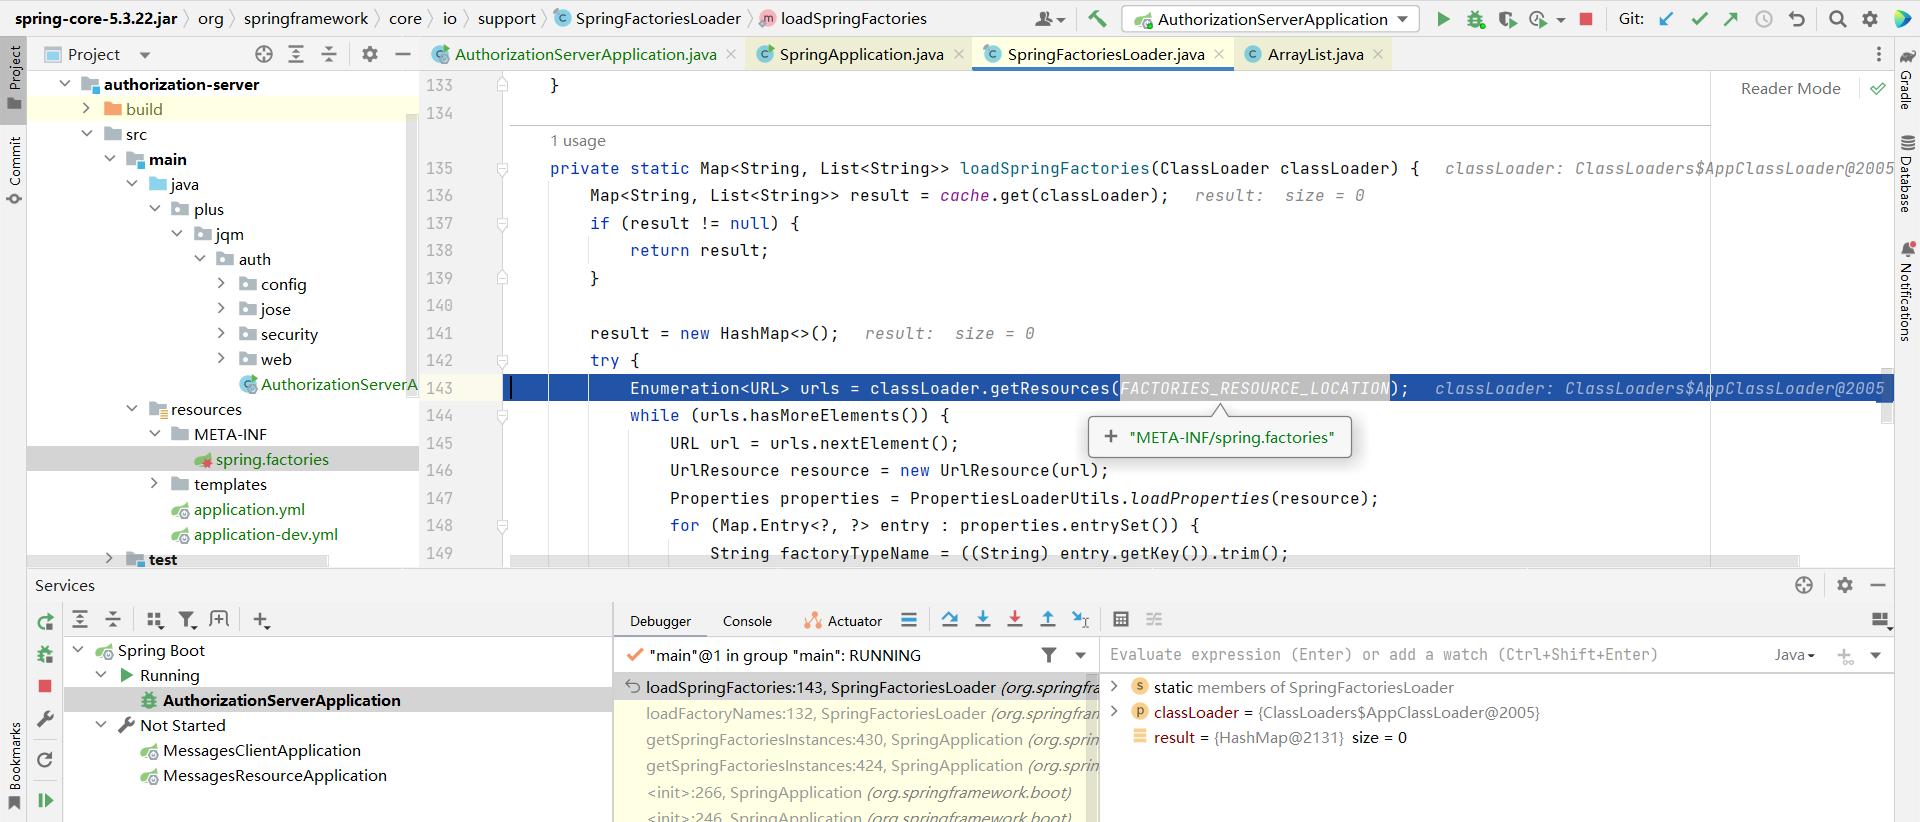 spring-core-5.3.22.jar › org › springframework › core › io › support › SpringFactoriesLoader › loadSpringFactories
AuthorizationServerApplication
Git:
Project
AuthorizationServerApplication.java
SpringApplication.java
SpringFactoriesLoader.java
ArrayList.java
Project
Commit
Bookmarks
authorization-server
build
src
main
java
plus
jqm
auth
config
jose
security
web
AuthorizationServerA
resources
META-INF
spring.factories
templates
application.yml
application-dev.yml
test
Reader Mode
133 }
134
1 usage
135 private static Map<String, List<String>> loadSpringFactories(ClassLoader classLoader) { classLoader: ClassLoaders$AppClassLoader@2005
136 Map<String, List<String>> result = cache.get(classLoader); result: size = 0
137 if (result != null) {
138 return result;
139 }
140
141 result = new HashMap<>(); result: size = 0
142 try {
143 Enumeration<URL> urls = classLoader.getResources(FACTORIES_RESOURCE_LOCATION); classLoader: ClassLoaders$AppClassLoader@2005
144 while (urls.hasMoreElements()) {
+ "META-INF/spring.factories"
145 URL url = urls.nextElement();
146 UrlResource resource = new UrlResource(url);
147 Properties properties = PropertiesLoaderUtils.loadProperties(resource);
148 for (Map.Entry<?, ?> entry : properties.entrySet()) {
149 String factoryTypeName = ((String) entry.getKey()).trim();
Gradle
Database
Notifications
Services
Spring Boot
Running
AuthorizationServerApplication
Not Started
MessagesClientApplication
MessagesResourceApplication
Debugger
Console
Actuator
"main"@1 in group "main": RUNNING
loadSpringFactories:143, SpringFactoriesLoader (org.springfra
loadFactoryNames:132, SpringFactoriesLoader (org.springfran
getSpringFactoriesInstances:430, SpringApplication (org.sprin
getSpringFactoriesInstances:424, SpringApplication (org.sprin
<init>:266, SpringApplication (org.springframework.boot)
<init>:246, SpringApplication (org.springframework.boot)
Evaluate expression (Enter) or add a watch (Ctrl+Shift+Enter)
Java
static members of SpringFactoriesLoader
classLoader = {ClassLoaders$AppClassLoader@2005}
result = {HashMap@2131} size = 0